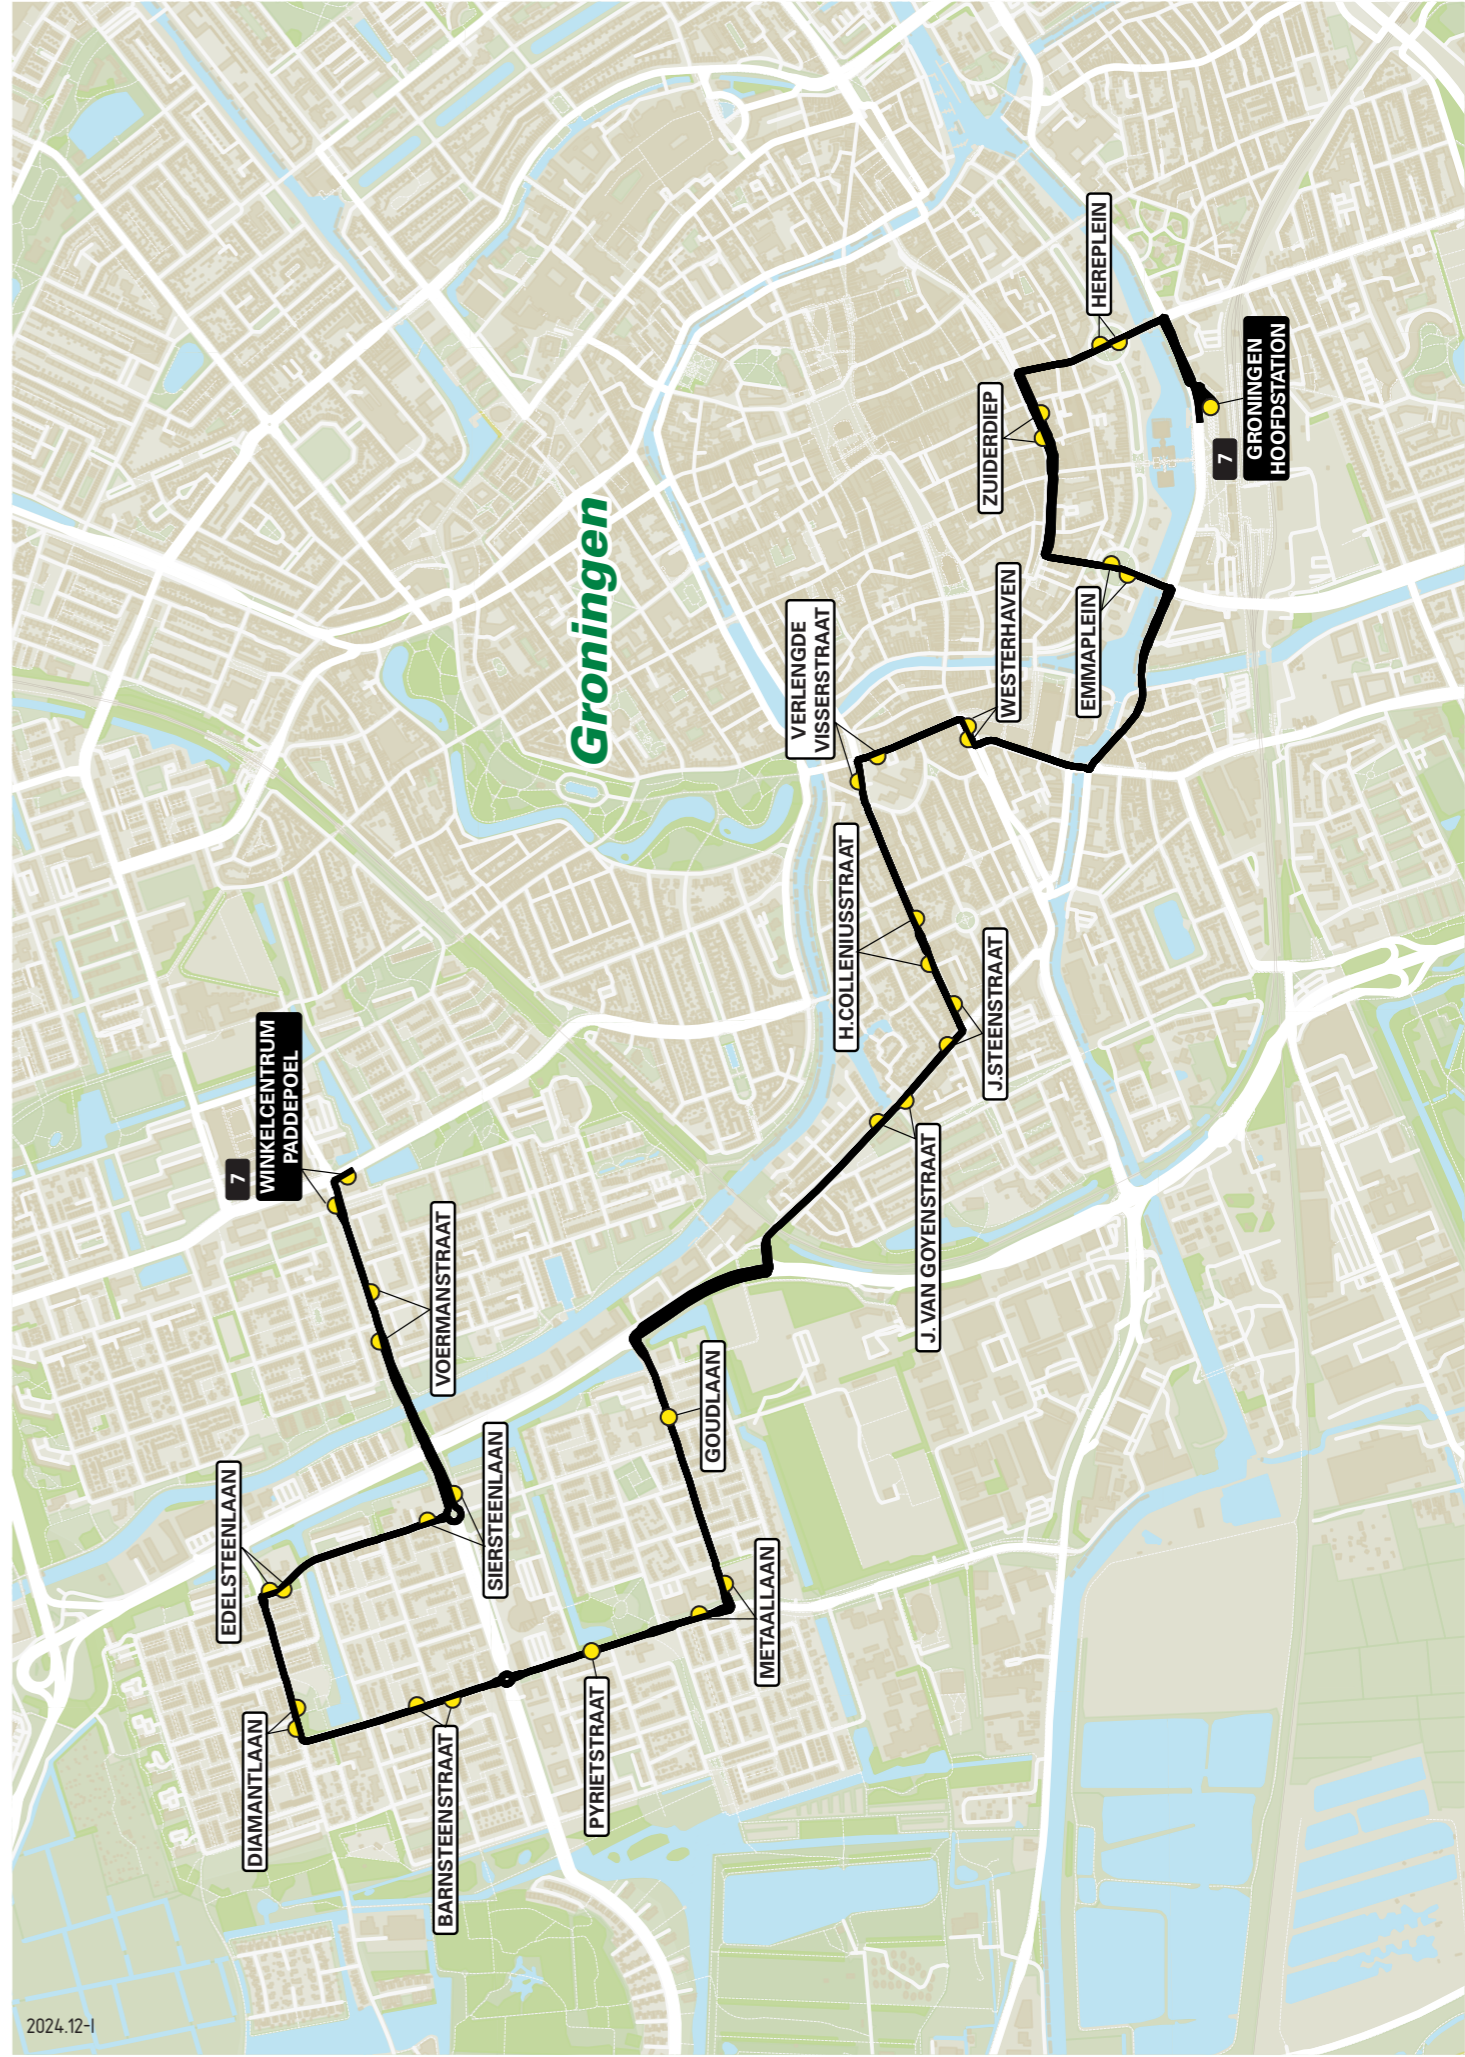 Groningen
7
WINKELCENTRUM
PADDEPOEL
VOERMANSTRAAT
SIERSTEENLAAN
EDELSTEENLAAN
DIAMANTLAAN
BARNSTEENSTRAAT
PYRIETSTRAAT
METAALLAAN
GOUDLAAN
J. VAN GOYENSTRAAT
J.STEENSTRAAT
H.COLLENIUSSTRAAT
VERLENGDE
VISSERSTRAAT
WESTERHAVEN
EMMAPLEIN
ZUIDERDIEP
HEREPLEIN
7
GRONINGEN
HOOFDSTATION
2024.12-I